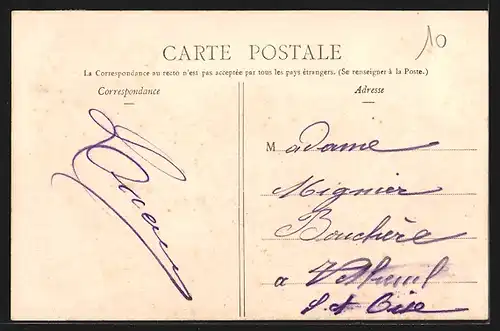 10
CARTE POSTALE
La Correspondance au recto n'est pas acceptée par tous les pays étrangers. (Se renseigner à la Poste.)
Correspondance
Adresse
Madame
Mignier
Bouchère
a
S. et Oise